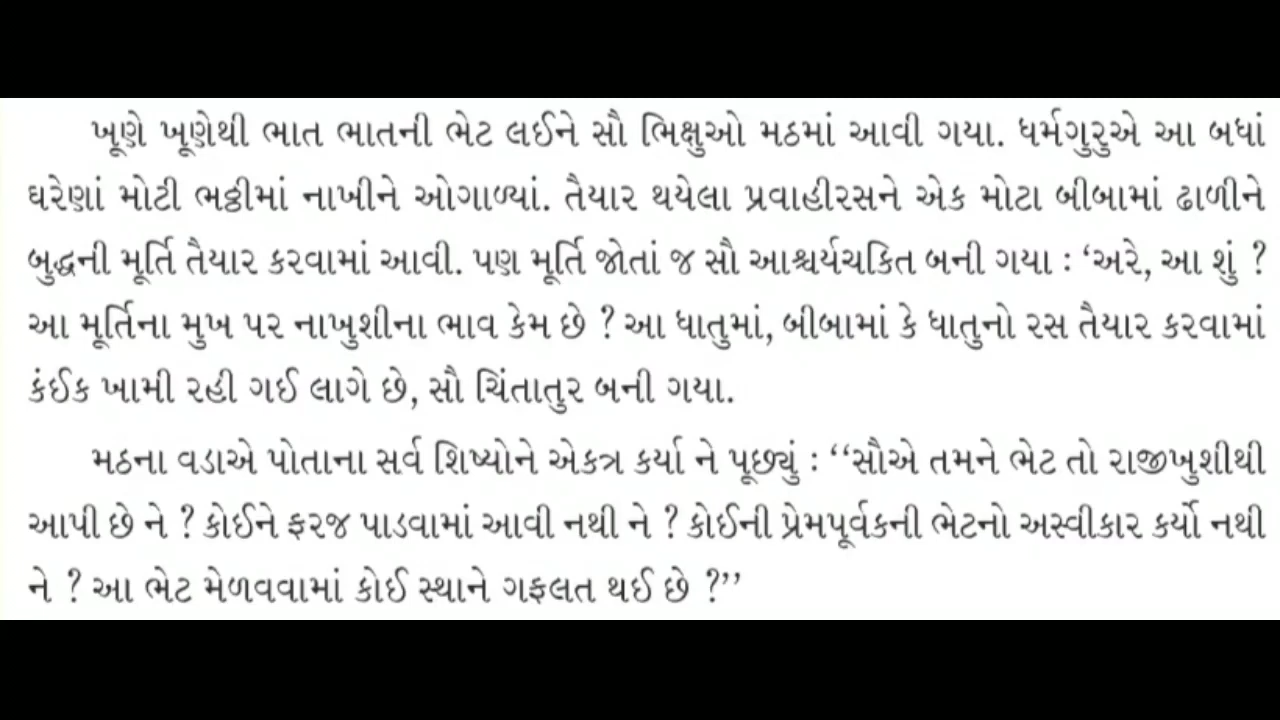 ખૂણે ખૂણેથી ભાત ભાતની ભેટ લઈને સૌ ભિક્ષુઓ મઠમાં આવી ગયા. ધર્મગુરુએ આ બધાં
ઘરેણાં મોટી ભઠ્ઠીમાં નાખીને ઓગાળ્યાં. તૈયાર થયેલા પ્રવાહીરસને એક મોટા બીબામાં ઢાળીને
બુદ્ધની મૂર્તિ તૈયાર કરવામાં આવી. પણ મૂર્તિ જોતાં જ સૌ આશ્ચર્યચકિત બની ગયા : ‘અરે, આ શું ?
આ મૂર્તિના મુખ પર નાખુશીના ભાવ કેમ છે ? આ ધાતુમાં, બીબામાં કે ધાતુનો રસ તૈયાર કરવામાં
કંઈક ખામી રહી ગઈ લાગે છે, સૌ ચિંતાતુર બની ગયા.
મઠના વડાએ પોતાના સર્વ શિષ્યોને એકત્ર કર્યા ને પૂછ્યું : ‘‘સૌએ તમને ભેટ તો રાજીખુશીથી
આપી છે ને ? કોઈને ફરજ પાડવામાં આવી નથી ને ? કોઈની પ્રેમપૂર્વકની ભેટનો અસ્વીકાર કર્યો નથી
ને ? આ ભેટ મેળવવામાં કોઈ સ્થાને ગફલત થઈ છે ?’’